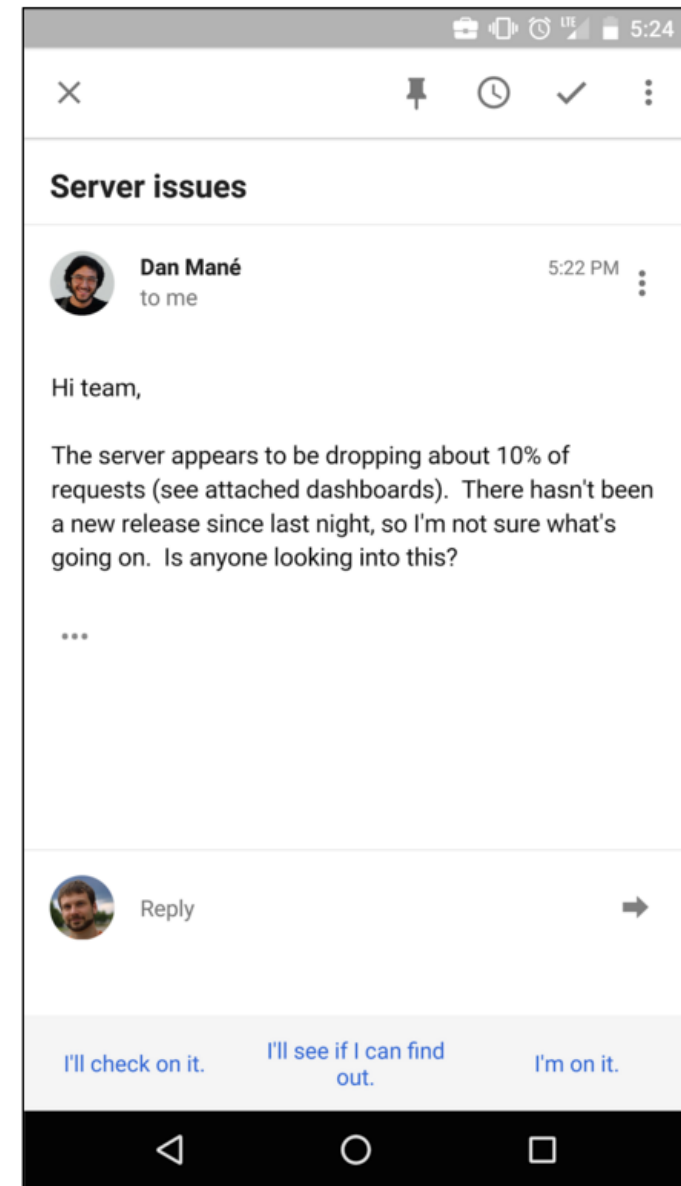 LTE 5:24
Server issues
Dan Mané 5:22 PM
to me
Hi team,
The server appears to be dropping about 10% of
requests (see attached dashboards).  There hasn't been
a new release since last night, so I'm not sure what's
going on.  Is anyone looking into this?
...
Reply
I'll check on it.
I'll see if I can find
out.
I'm on it.